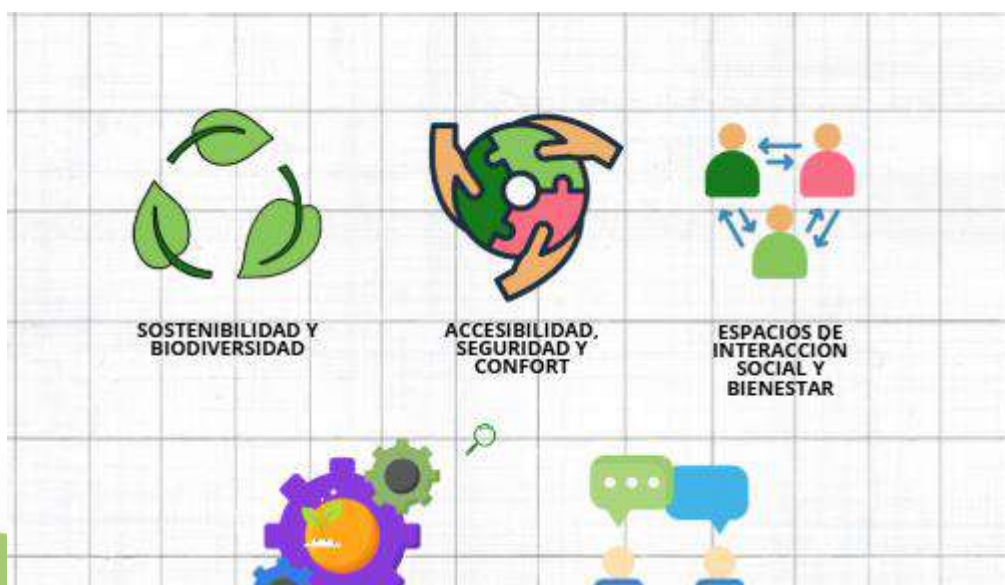 SOSTENIBILIDAD Y
BIODIVERSIDAD
ACCESIBILIDAD,
SEGURIDAD Y
CONFORT
ESPACIOS DE
INTERACCIÓN
SOCIAL Y
BIENESTAR